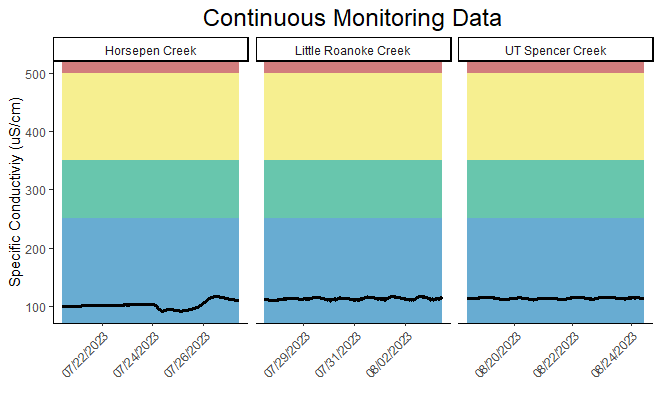 Continuous Monitoring Data
Horsepen Creek
Little Roanoke Creek
UT Spencer Creek
Specific Conductiviy (uS/cm)
500
400
300
200
100
07/22/2023
07/24/2023
07/26/2023
07/29/2023
07/31/2023
08/02/2023
08/20/2023
08/22/2023
08/24/2023